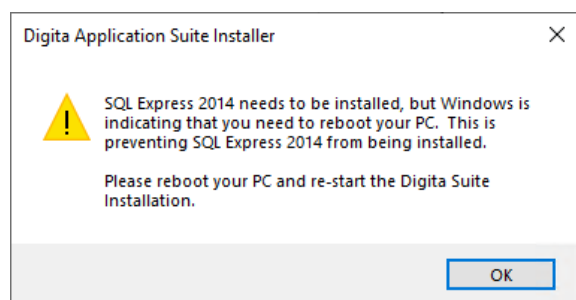 Digita Application Suite Installer
SQL Express 2014 needs to be installed, but Windows is
indicating that you need to reboot your PC.  This is
preventing SQL Express 2014 from being installed.
Please reboot your PC and re-start the Digita Suite
Installation.
OK